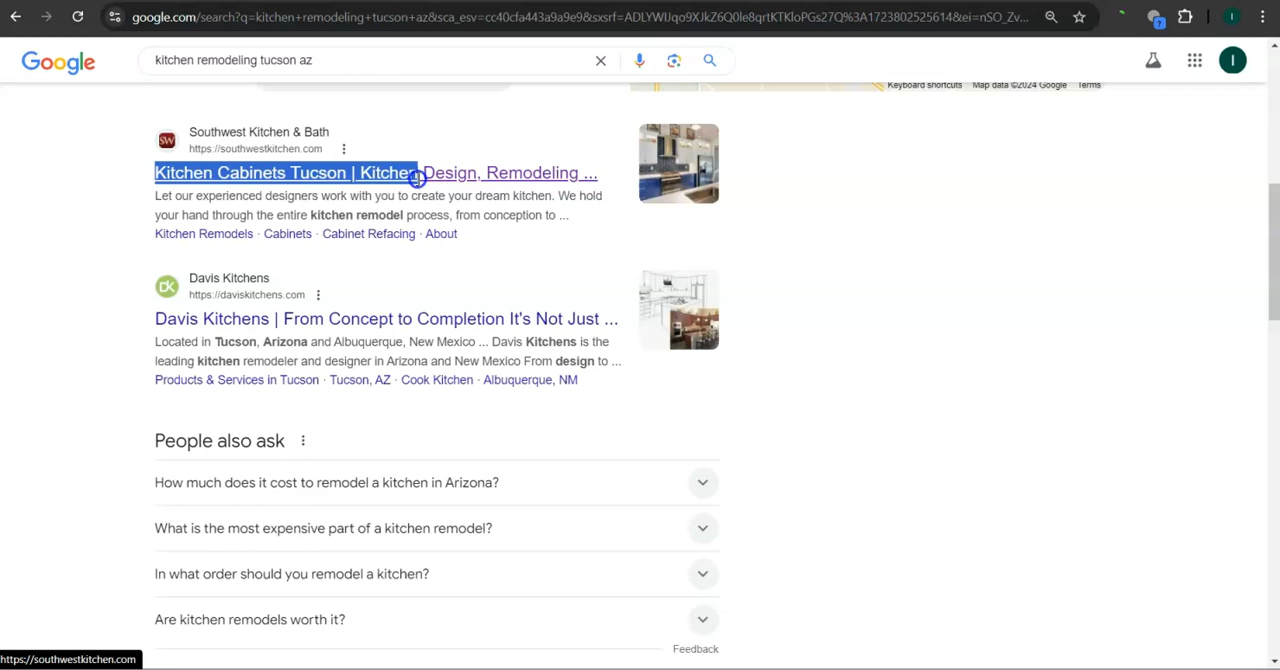 google.com/search?q=kitchen+remodeling+tucson+az&sca_esv=cc40cfa443a9a9e9&sxsrf=ADLYWIJqo9XJkZ6Q0le8qrtKTKloPGs27Q%3A1723802525614&ei=nSO_Zv...
I
Google
kitchen remodeling tucson az
I
Keyboard shortcuts Map data ©2024 Google Terms
SW
Southwest Kitchen & Bath
https://southwestkitchen.com
Kitchen Cabinets Tucson | Kitchen Design, Remodeling ...
Let our experienced designers work with you to create your dream kitchen. We hold
your hand through the entire kitchen remodel process, from conception to ...
Kitchen Remodels · Cabinets · Cabinet Refacing · About
DK
Davis Kitchens
https://daviskitchens.com
Davis Kitchens | From Concept to Completion It's Not Just ...
Located in Tucson, Arizona and Albuquerque, New Mexico ... Davis Kitchens is the
leading kitchen remodeler and designer in Arizona and New Mexico From design to ...
Products & Services in Tucson · Tucson, AZ · Cook Kitchen · Albuquerque, NM
People also ask
How much does it cost to remodel a kitchen in Arizona?
What is the most expensive part of a kitchen remodel?
In what order should you remodel a kitchen?
Are kitchen remodels worth it?
Feedback
https://southwestkitchen.com